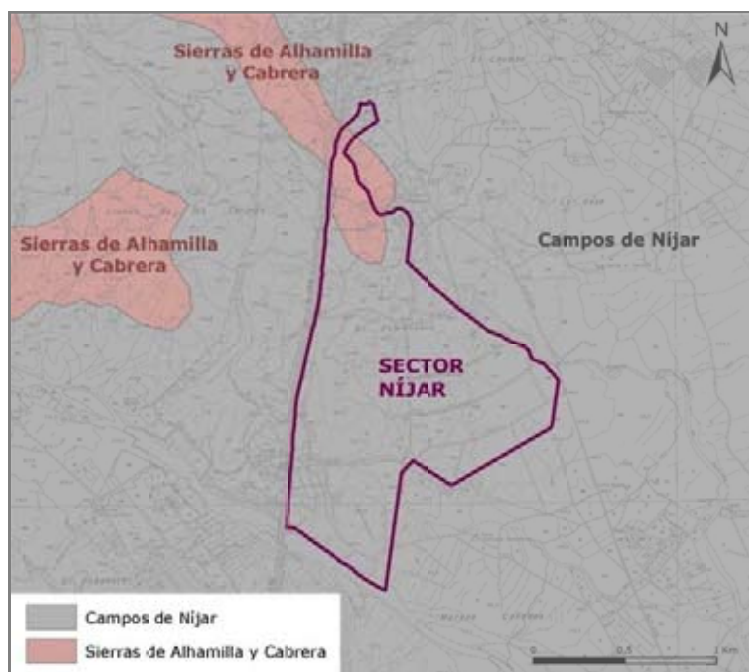 Sierras de Alhamilla
y Cabrera
N
Sierras de Alhamilla
y Cabrera
Campos de Níjar
SECTOR
NÍJAR
Campos de Níjar
Sierras de Alhamilla y Cabrera
0
0,5
1 Km